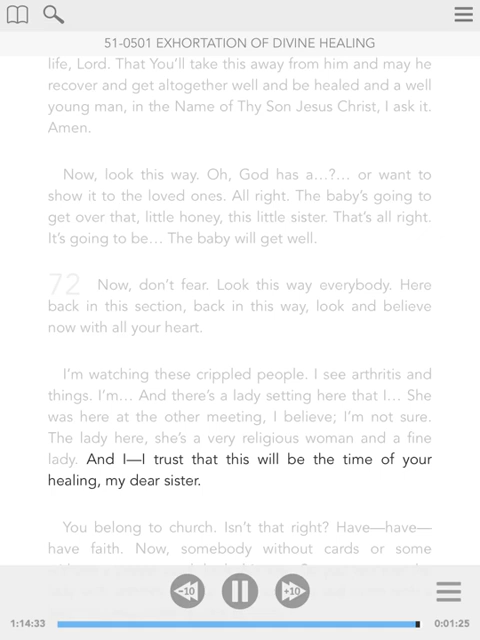 51-0501 EXHORTATION OF DIVINE HEALING
life, Lord. That You'll take this away from him and may he
recover and get altogether well and be healed and a well
young man, in the Name of Thy Son Jesus Christ, I ask it.
Amen.
Now, look this way. Oh, God has a…?… or want to
show it to the loved ones. All right. The baby's going to
get over that, little honey, this little sister. That's all right.
It's going to be… The baby will get well.
72 Now, don't fear. Look this way everybody. Here
back in this section, back in this way, look and believe
now with all your heart.
I'm watching these crippled people. I see arthritis and
things. I'm… And there's a lady setting here that I… She
was here at the other meeting, I believe; I'm not sure.
The lady here, she's a very religious woman and a fine
lady. And I—I trust that this will be the time of your
healing, my dear sister.
You belong to church. Isn't that right? Have—have—
have faith. Now, somebody without cards or some
-10
+10
1:14:33
0:01:25